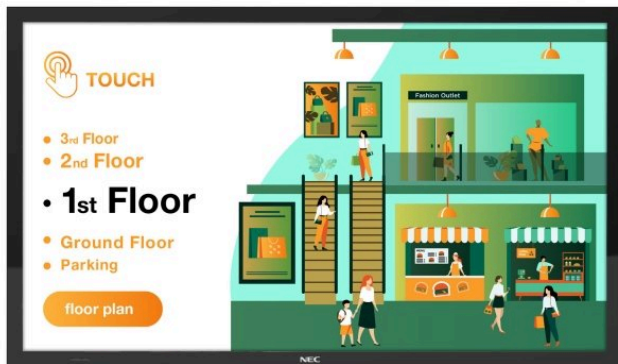 TOUCH
3rd Floor
2nd Floor
1st Floor
Ground Floor
Parking
floor plan
Fashion Outlet
NEC